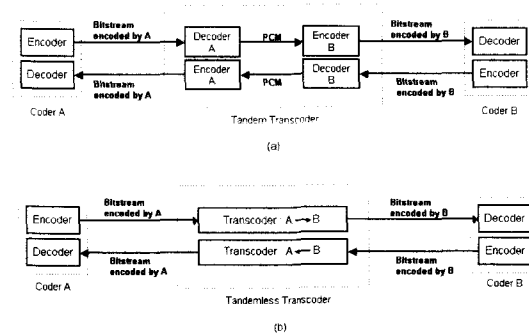 Encoder
Bitstream
encoded by A
Decoder
A
PCM
Encoder
B
Bitstream
encoded by B
Decoder
Decoder
Bitstream
encoded by A
Encoder
A
PCM
Decoder
B
Bitstream
encoded by B
Encoder
Coder A
Tandem Transcoder
Coder B
(a)
Encoder
Bitstream
encoded by A
Transcoder A → B
Bitstream
encoded by B
Decoder
Decoder
Bitstream
encoded by A
Transcoder A ← B
Bitstream
encoded by B
Encoder
Coder A
Tandemless Transcoder
Coder B
(b)